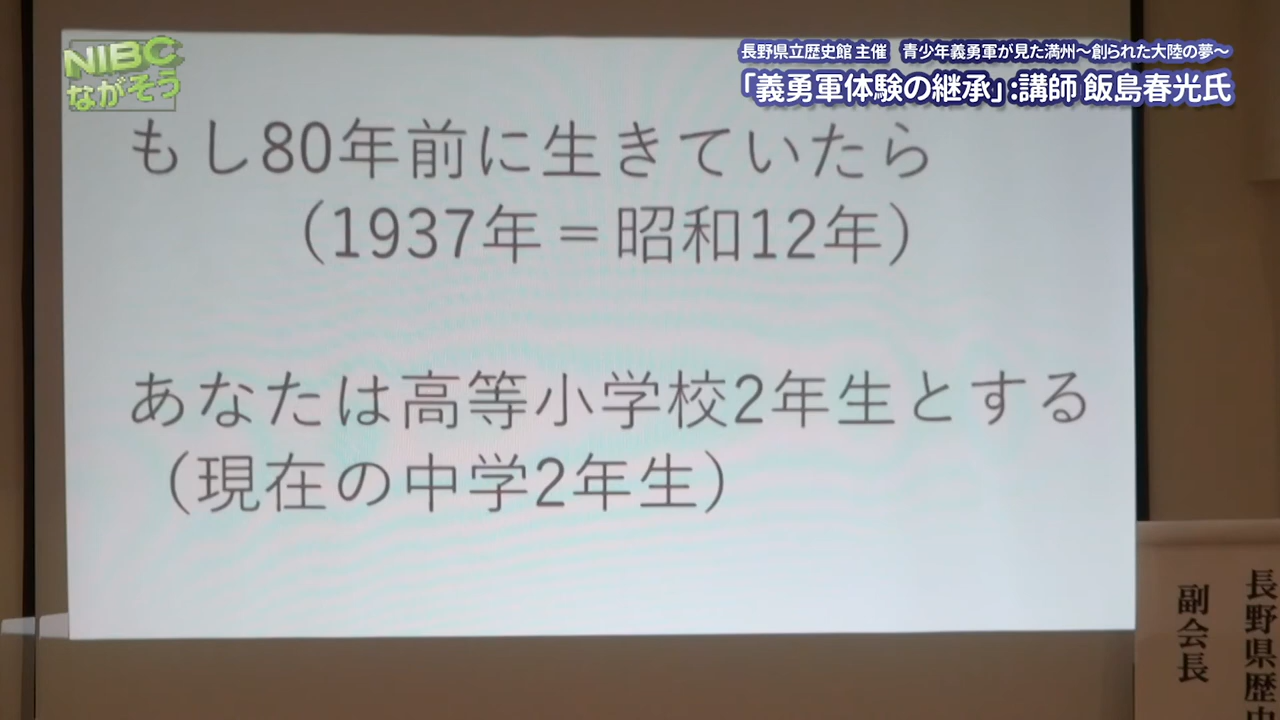 NIBC
ながそう
長野県立歴史館 主催　青少年義勇軍が見た満州～創られた大陸の夢～
「義勇軍体験の継承」:講師 飯島春光氏
もし80年前に生きていたら
（1937年＝昭和12年）
あなたは高等小学校2年生とする
（現在の中学2年生）
長野県歴史
副会長